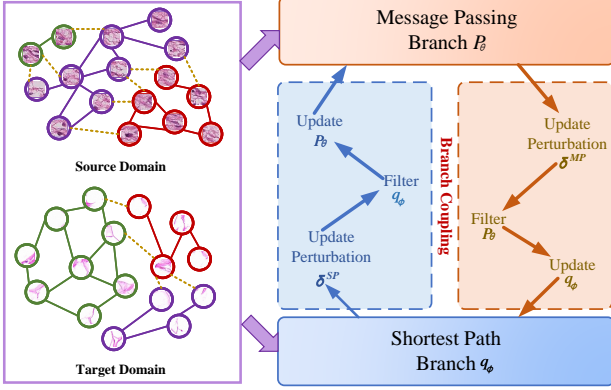 Source Domain
Target Domain
Message Passing
Branch P_θ
Update
P_θ
Filter
q_ϕ
Update
Perturbation
δ^SP
Branch Coupling
Update
Perturbation
δ^MP
Filter
P_θ
Update
q_ϕ
Shortest Path
Branch q_ϕ